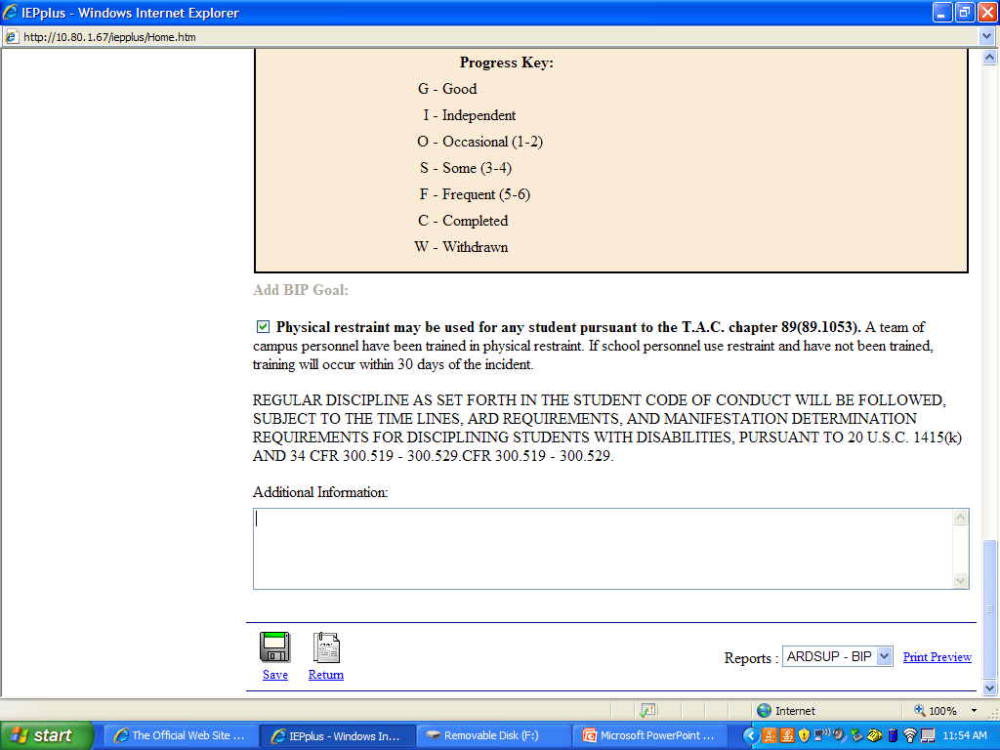 IEPplus - Windows Internet Explorer
http://10.80.1.67/iepplus/Home.htm
Progress Key:
G - Good
I - Independent
O - Occasional (1-2)
S - Some (3-4)
F - Frequent (5-6)
C - Completed
W - Withdrawn
Add BIP Goal:
Physical restraint may be used for any student pursuant to the T.A.C. chapter 89(89.1053). A team of
campus personnel have been trained in physical restraint. If school personnel use restraint and have not been trained,
training will occur within 30 days of the incident.
REGULAR DISCIPLINE AS SET FORTH IN THE STUDENT CODE OF CONDUCT WILL BE FOLLOWED,
SUBJECT TO THE TIME LINES, ARD REQUIREMENTS, AND MANIFESTATION DETERMINATION
REQUIREMENTS FOR DISCIPLINING STUDENTS WITH DISABILITIES, PURSUANT TO 20 U.S.C. 1415(k)
AND 34 CFR 300.519 - 300.529.CFR 300.519 - 300.529.
Additional Information:
Save Return Reports : ARDSUP - BIP Print Preview
Internet 100%
start The Official Web Site ... IEPplus - Windows In... Removable Disk (F:) Microsoft PowerPoint ... 11:54 AM